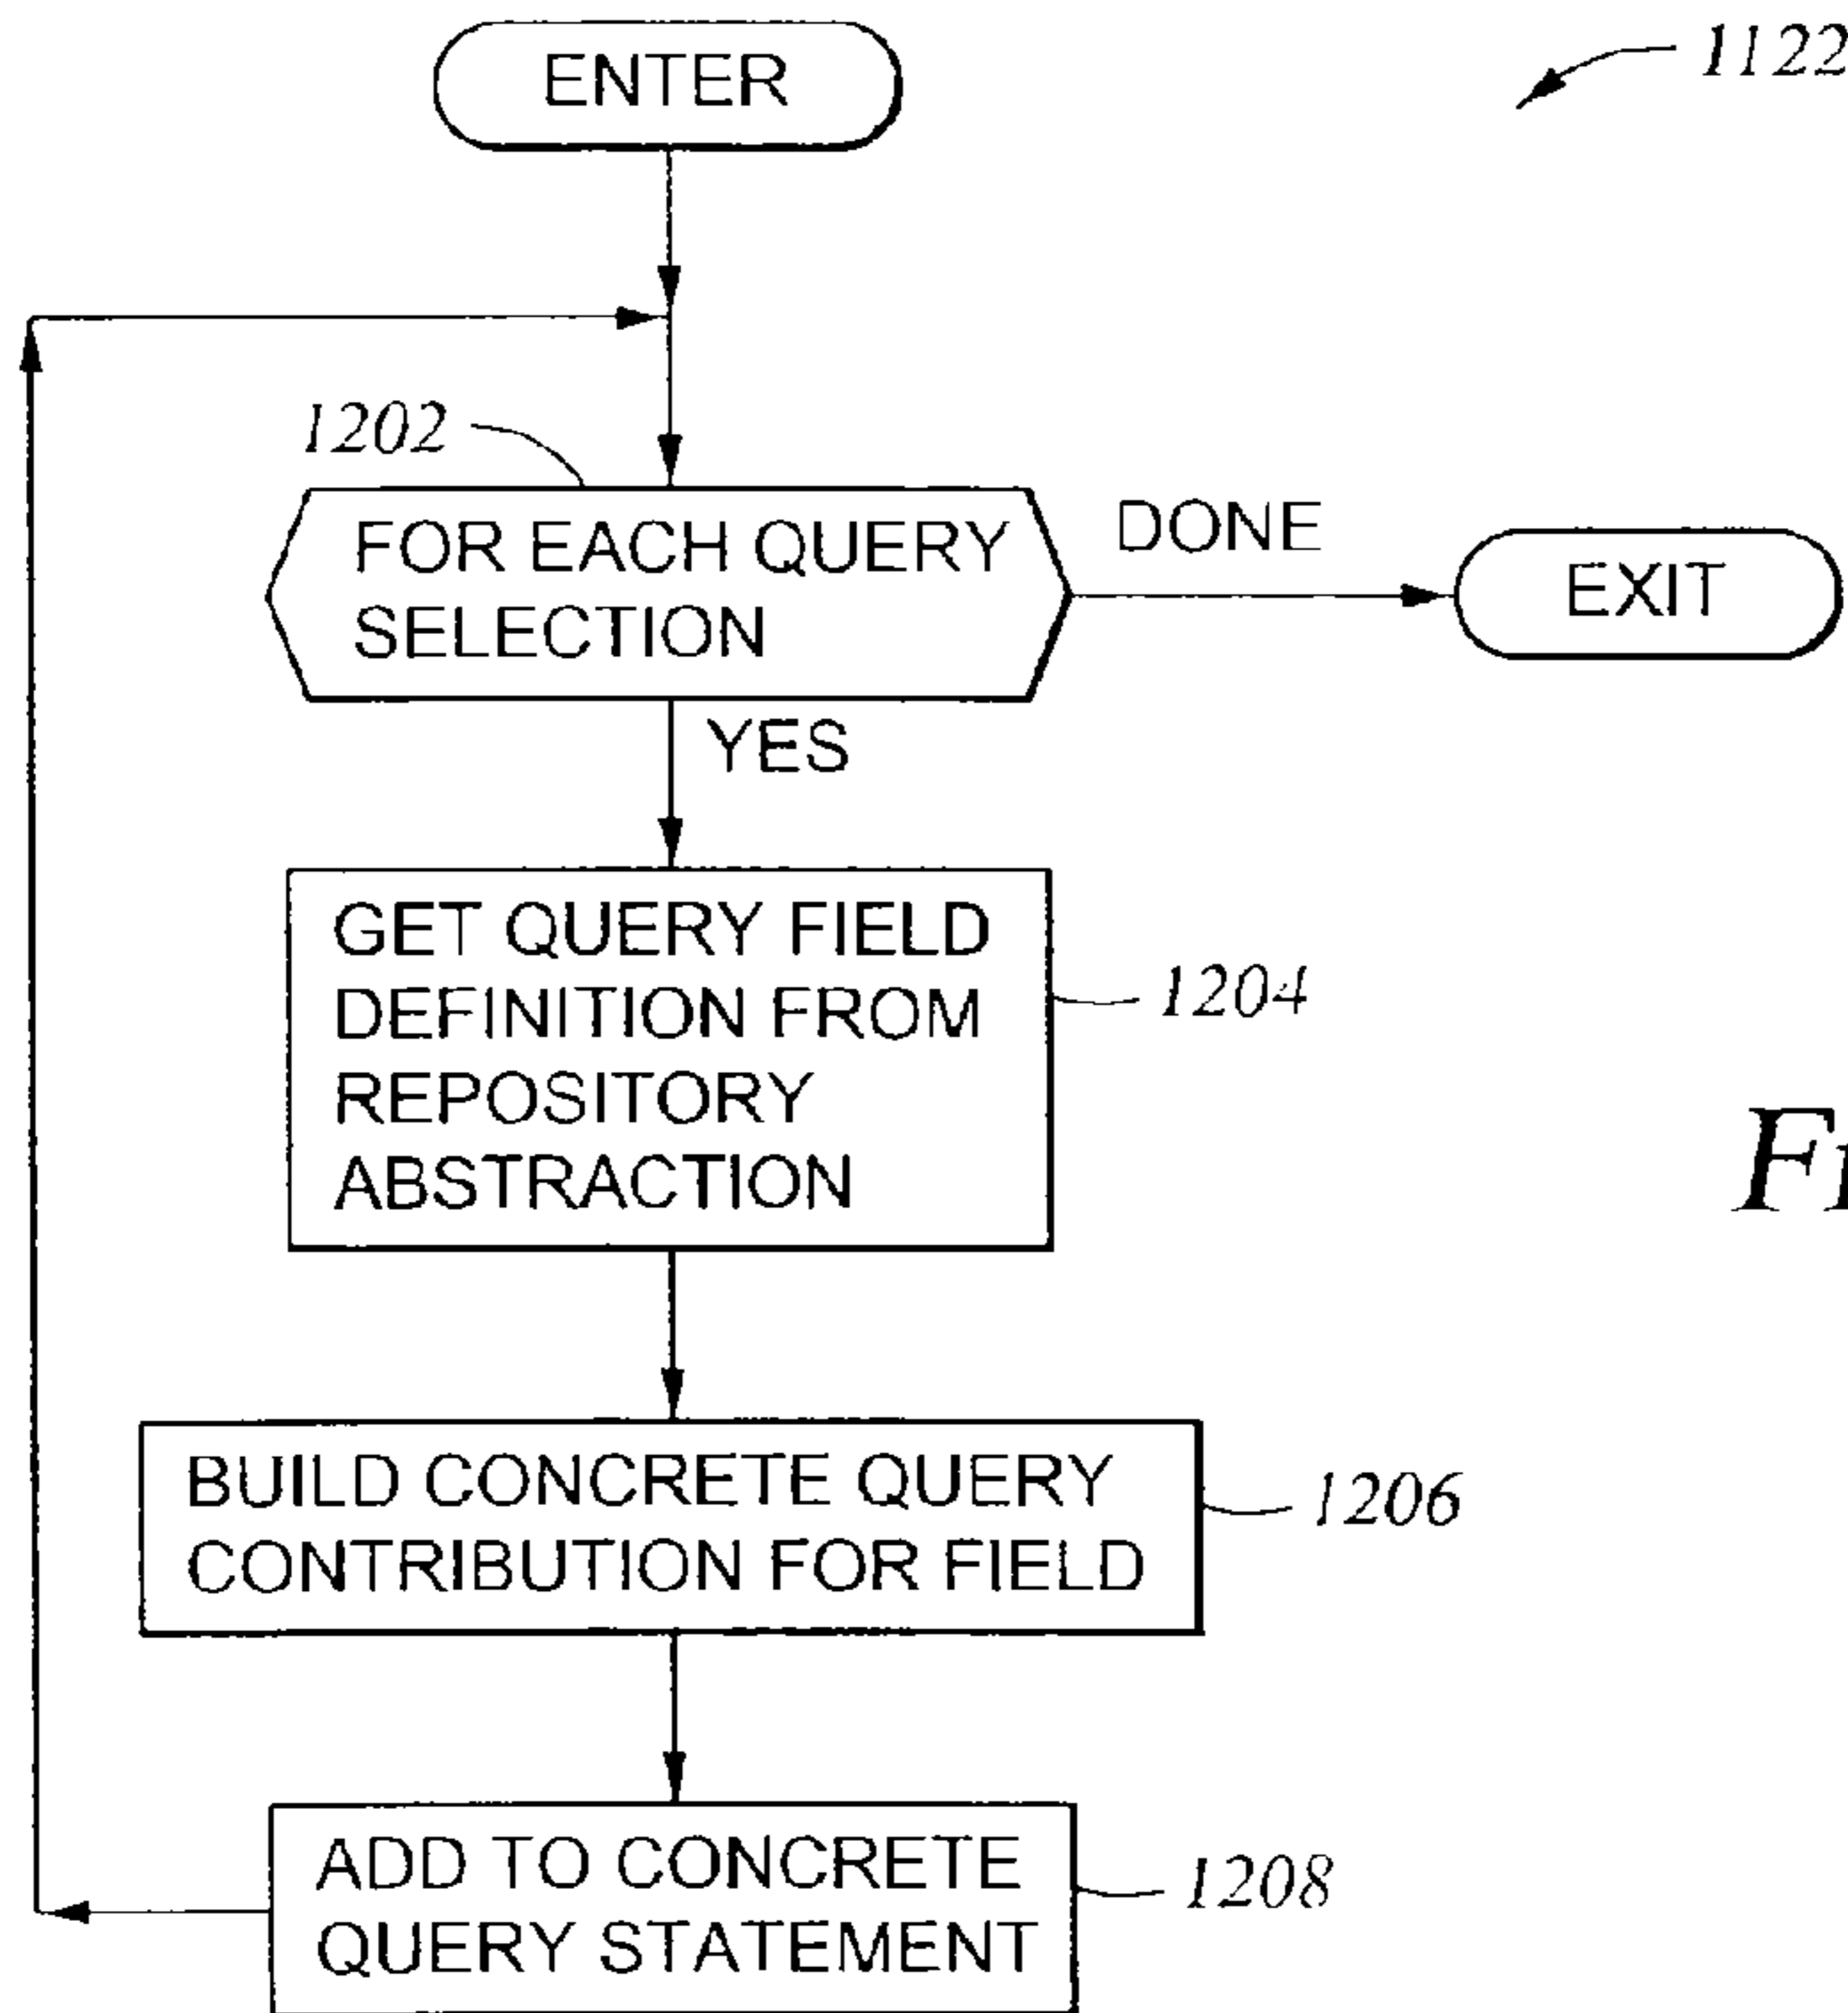 ENTER
1122
1202
FOR EACH QUERY
SELECTION
DONE
EXIT
YES
GET QUERY FIELD
DEFINITION FROM
REPOSITORY
ABSTRACTION
1204
BUILD CONCRETE QUERY
CONTRIBUTION FOR FIELD
1206
ADD TO CONCRETE
QUERY STATEMENT
1208